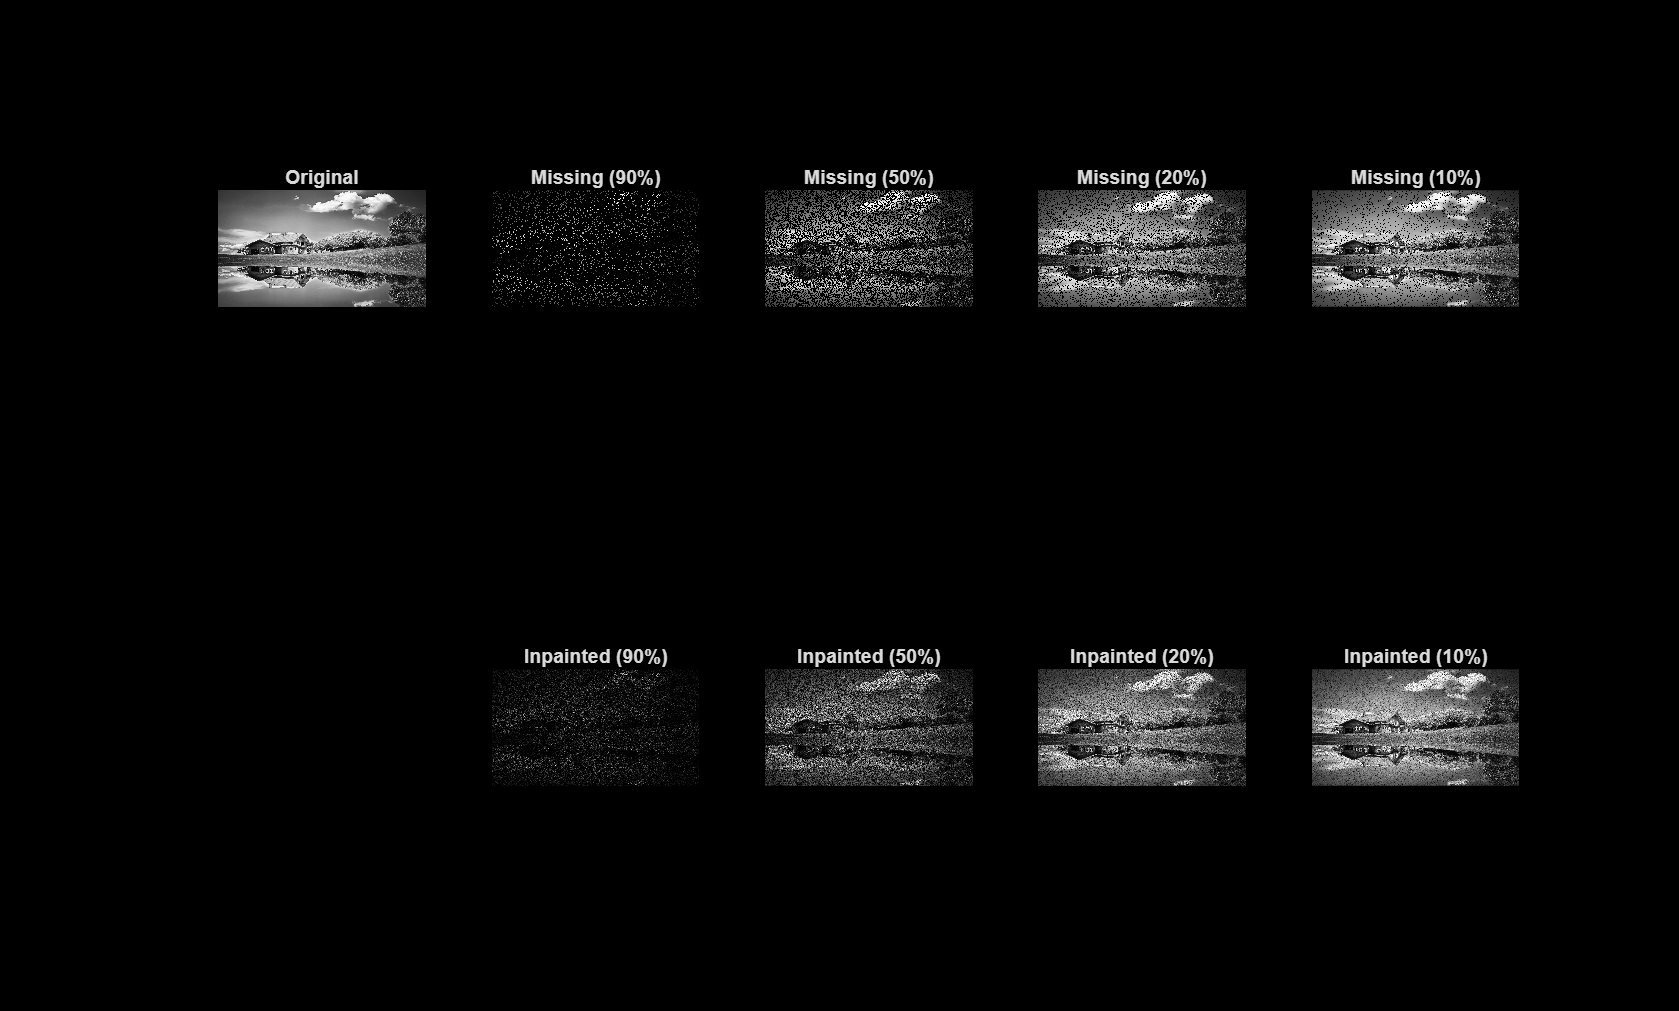 Original
Missing (90%)
Missing (50%)
Missing (20%)
Missing (10%)
Inpainted (90%)
Inpainted (50%)
Inpainted (20%)
Inpainted (10%)